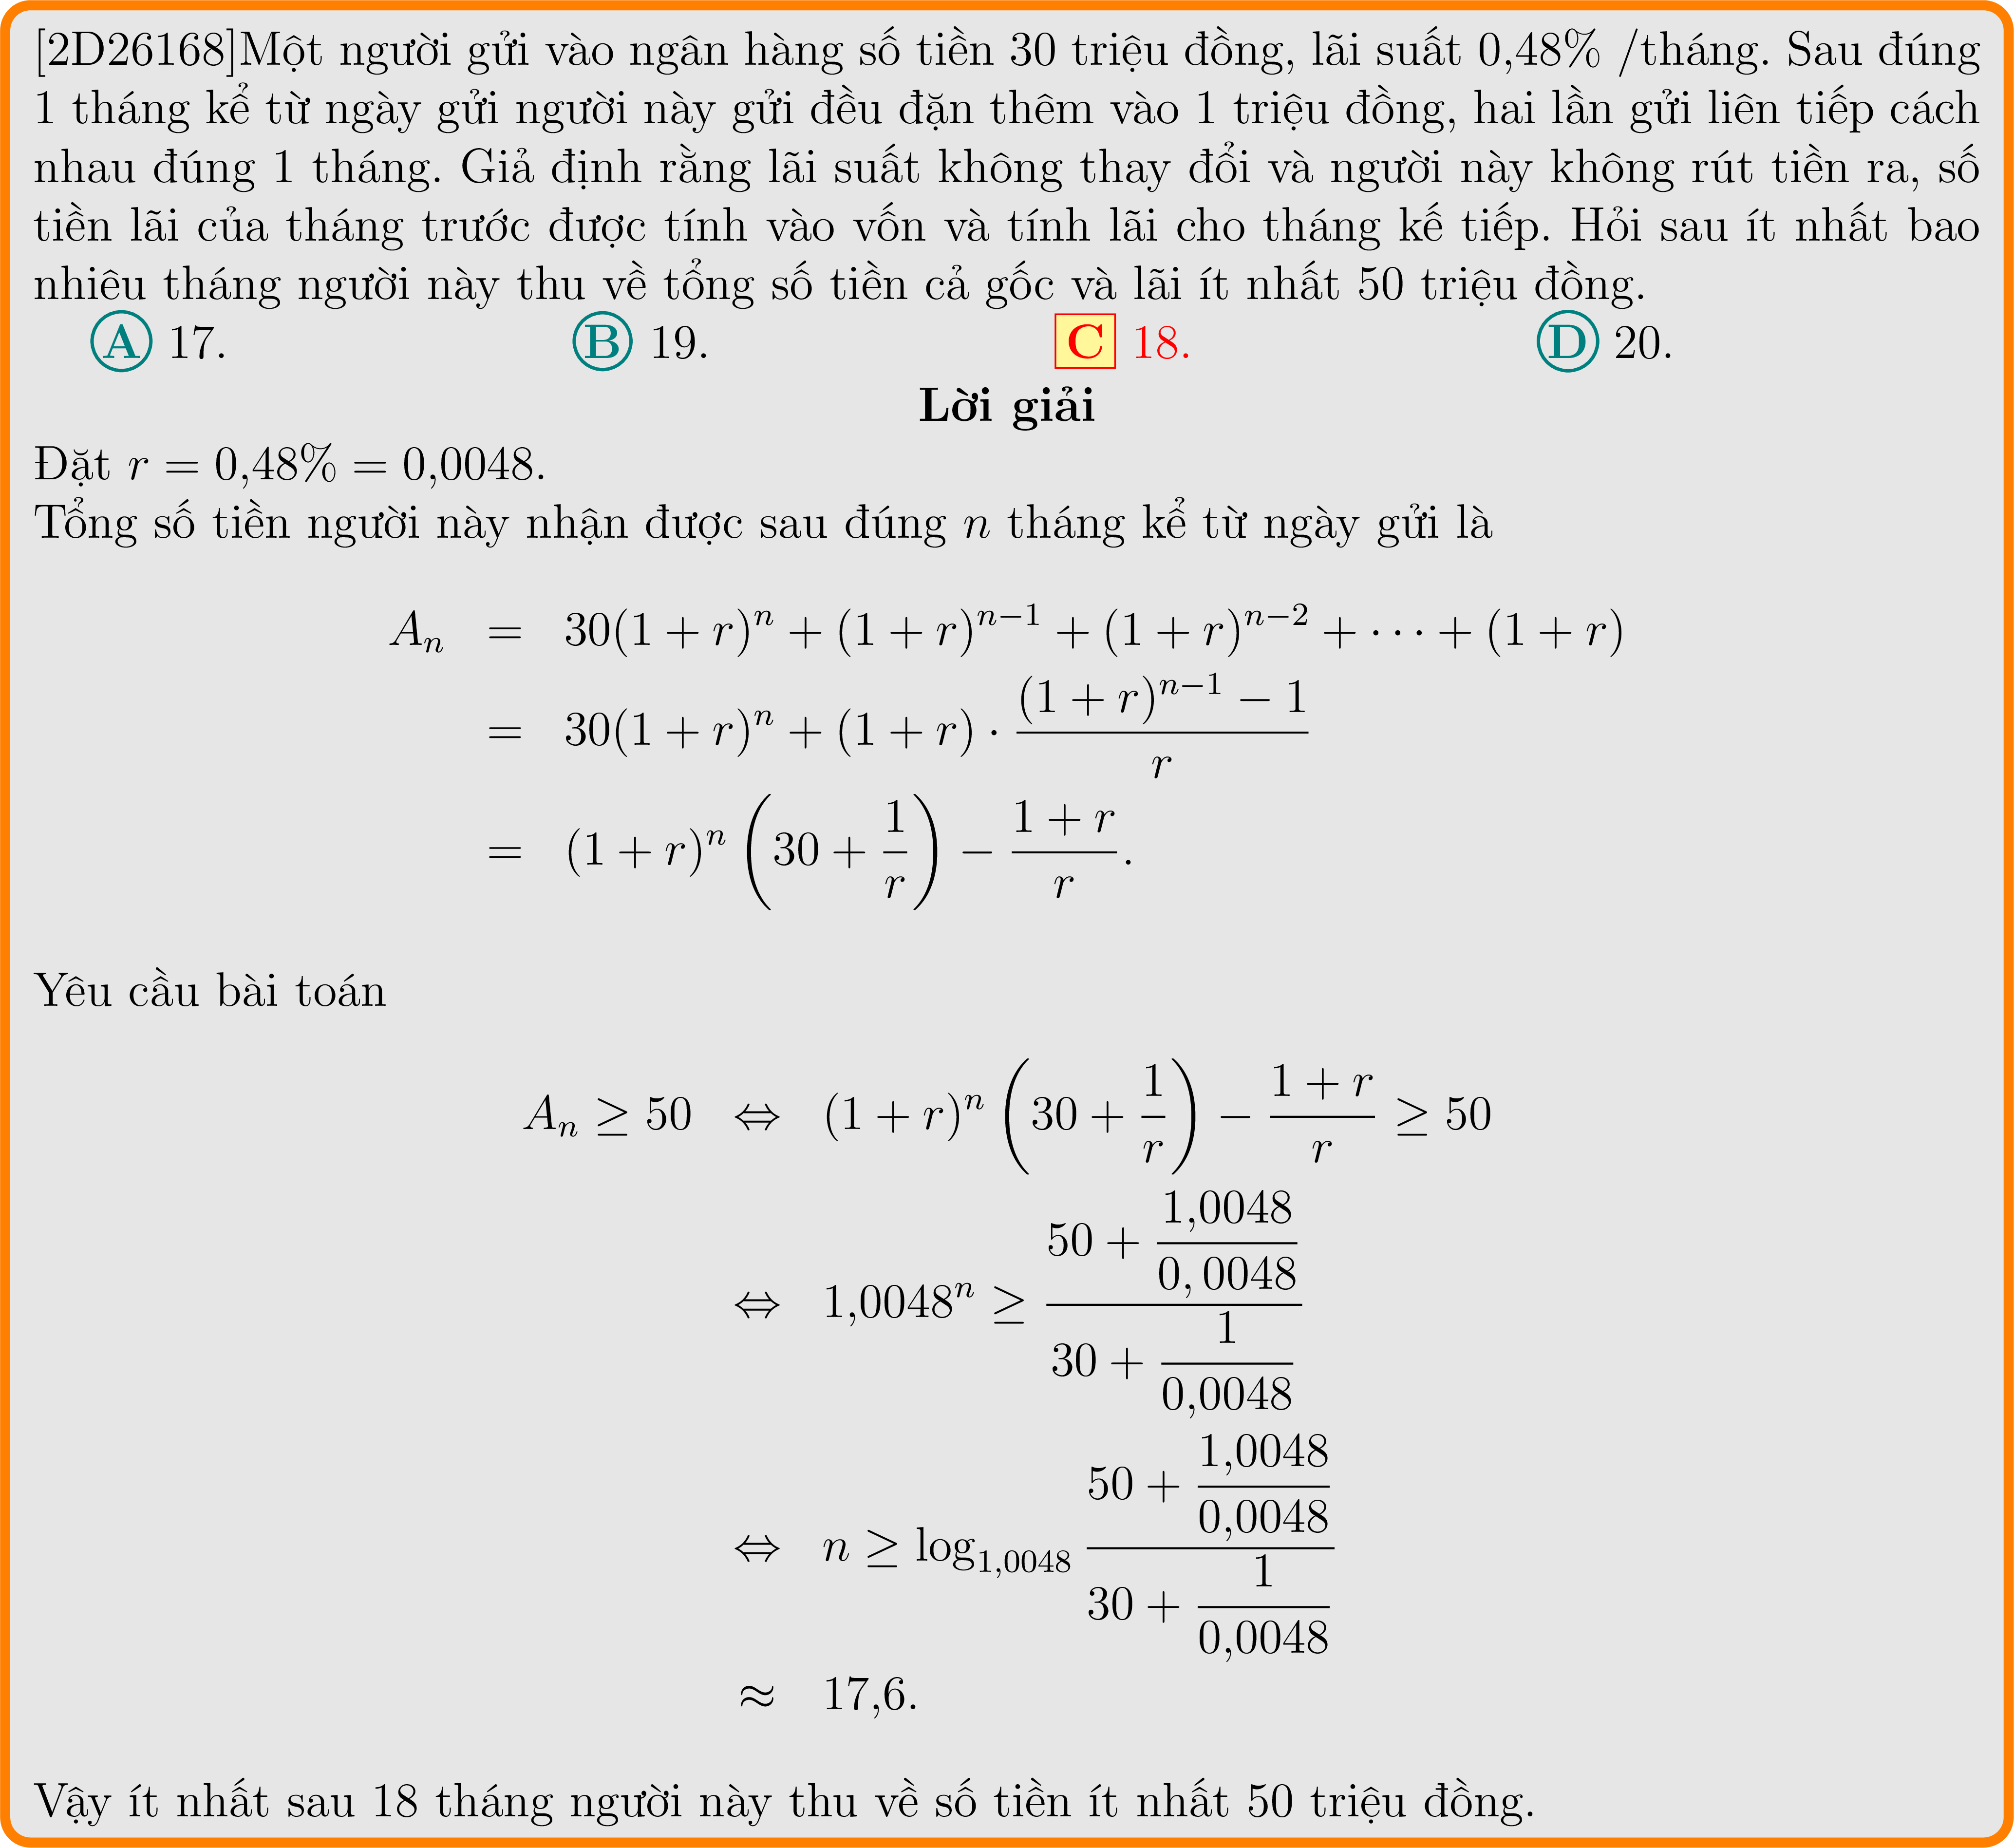 [2D26168]Một người gửi vào ngân hàng số tiền 30 triệu đồng, lãi suất 0,48% /tháng. Sau đúng
1 tháng kể từ ngày gửi người này gửi đều đặn thêm vào 1 triệu đồng, hai lần gửi liên tiếp cách
nhau đúng 1 tháng. Giả định rằng lãi suất không thay đổi và người này không rút tiền ra, số
tiền lãi của tháng trước được tính vào vốn và tính lãi cho tháng kế tiếp. Hỏi sau ít nhất bao
nhiêu tháng người này thu về tổng số tiền cả gốc và lãi ít nhất 50 triệu đồng.
A 17. B 19. C 18. D 20.
Lời giải
Đặt $r = 0{,}48\% = 0{,}0048.$
Tổng số tiền người này nhận được sau đúng $n$ tháng kể từ ngày gửi là
$A_n = 30(1+r)^n + (1+r)^{n-1} + (1+r)^{n-2} + \cdots + (1+r)$
$= 30(1+r)^n + (1+r) \cdot \frac{(1+r)^{n-1} - 1}{r}$
$= (1+r)^n \left(30 + \frac{1}{r}\right) - \frac{1+r}{r}.$
Yêu cầu bài toán
$A_n \geq 50 \Leftrightarrow (1+r)^n \left(30 + \frac{1}{r}\right) - \frac{1+r}{r} \geq 50$
$\Leftrightarrow 1{,}0048^n \geq \frac{50 + \frac{1{,}0048}{0,0048}}{30 + \frac{1}{0{,}0048}}$
$\Leftrightarrow n \geq \log_{1{,}0048} \frac{50 + \frac{1{,}0048}{0{,}0048}}{30 + \frac{1}{0{,}0048}}$
$\approx 17{,}6.$
Vậy ít nhất sau 18 tháng người này thu về số tiền ít nhất 50 triệu đồng.